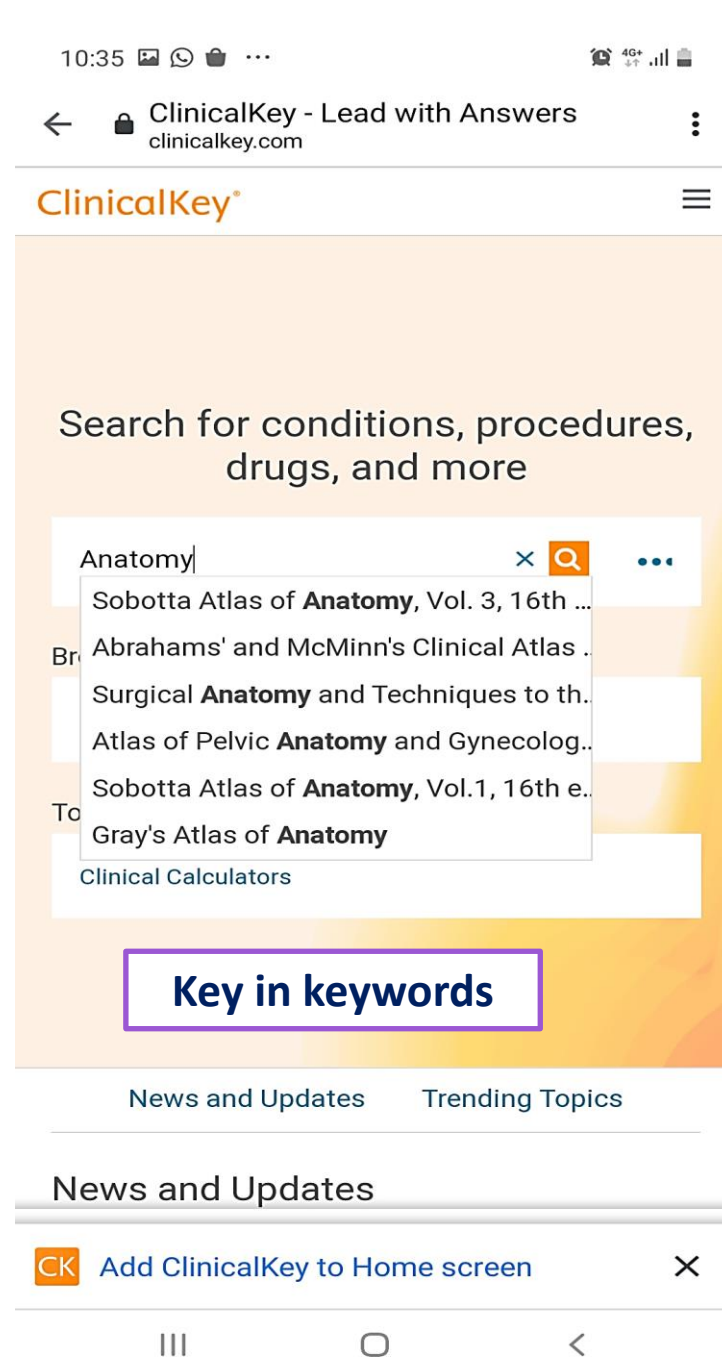 10:35
4G+
ClinicalKey - Lead with Answers
clinicalkey.com
ClinicalKey®
Search for conditions, procedures,
drugs, and more
Anatomy
Sobotta Atlas of Anatomy, Vol. 3, 16th ...
Br
Abrahams' and McMinn's Clinical Atlas ..
Surgical Anatomy and Techniques to th..
Atlas of Pelvic Anatomy and Gynecolog..
Sobotta Atlas of Anatomy, Vol.1, 16th e..
To
Gray's Atlas of Anatomy
Clinical Calculators
Key in keywords
News and Updates Trending Topics
News and Updates
CK Add ClinicalKey to Home screen